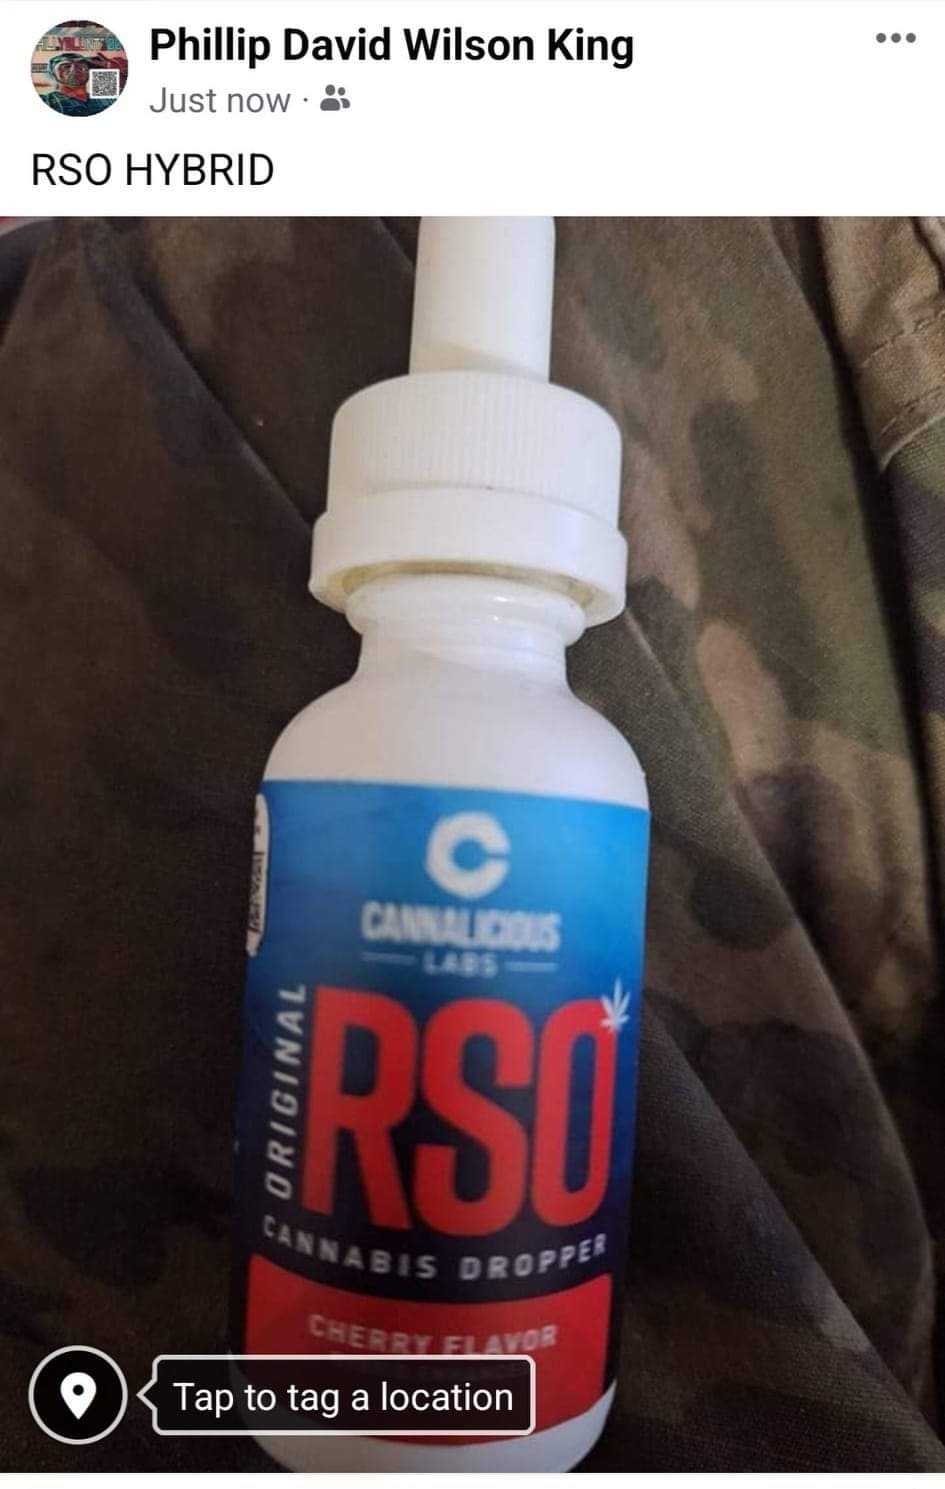 Phillip David Wilson King
Just now ·
RSO HYBRID
C
CANNALICIOUS
LABS
ORIGINAL
RSO
CANNABIS DROPPER
CHERRY FLAVOR
Tap to tag a location